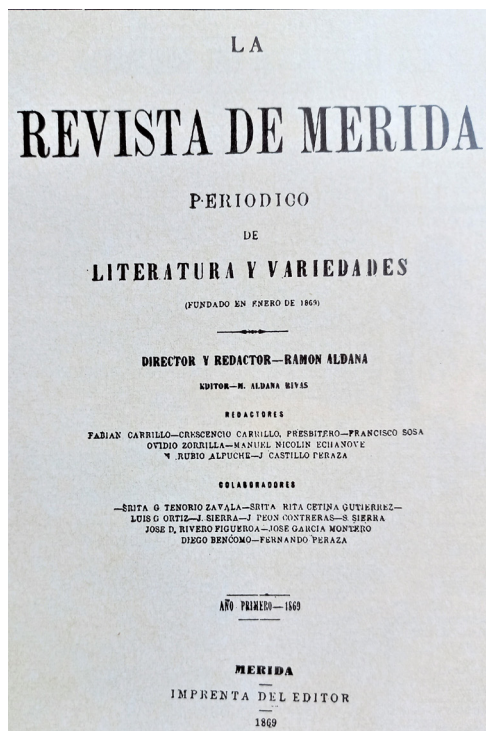 LA
REVISTA DE MERIDA
PERIODICO
DE
LITERATURA Y VARIEDADES
(FUNDADO EN ENERO DE 1869)
DIRECTOR Y REDACTOR—RAMON ALDANA
EDITOR—M. ALDANA RIVAS
REDACTORES
FABIAN CARRILLO—CRESCENCIO CARRILLO, PRESBITERO—FRANCISCO SOSA
OVIDIO ZORRILLA—MANUEL NICOLIN ECHANOVE
M .RUBIO ALPUCHE—J CASTILLO PERAZA
COLABORADORES
—SRITA G TENORIO ZAVALA—SRITA RITA CETINA GUTIERREZ—
LUIS G ORTIZ—J. SIERRA—J PEON CONTRERAS—S. SIERRA
JOSE D, RIVERO FIGUEROA—JOSE GARCIA MONTERO
DIEGO BENCOMO—FERNANDO PERAZA
AÑO PRIMERO—1869
MERIDA
IMPRENTA DEL EDITOR
1869